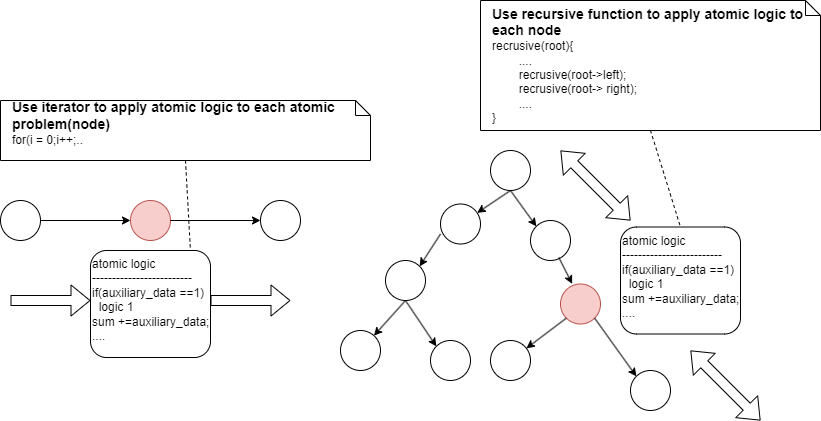 Use recursive function to apply atomic logic to
each node
recrusive(root){
....
recrusive(root->left);
recrusive(root-> right);
....
}
Use iterator to apply atomic logic to each atomic
problem(node)
for(i = 0;i++;..
atomic logic
--------------------------
if(auxiliary_data ==1)
logic 1
sum +=auxiliary_data;
....
atomic logic
--------------------------
if(auxiliary_data ==1)
logic 1
sum +=auxiliary_data;
....